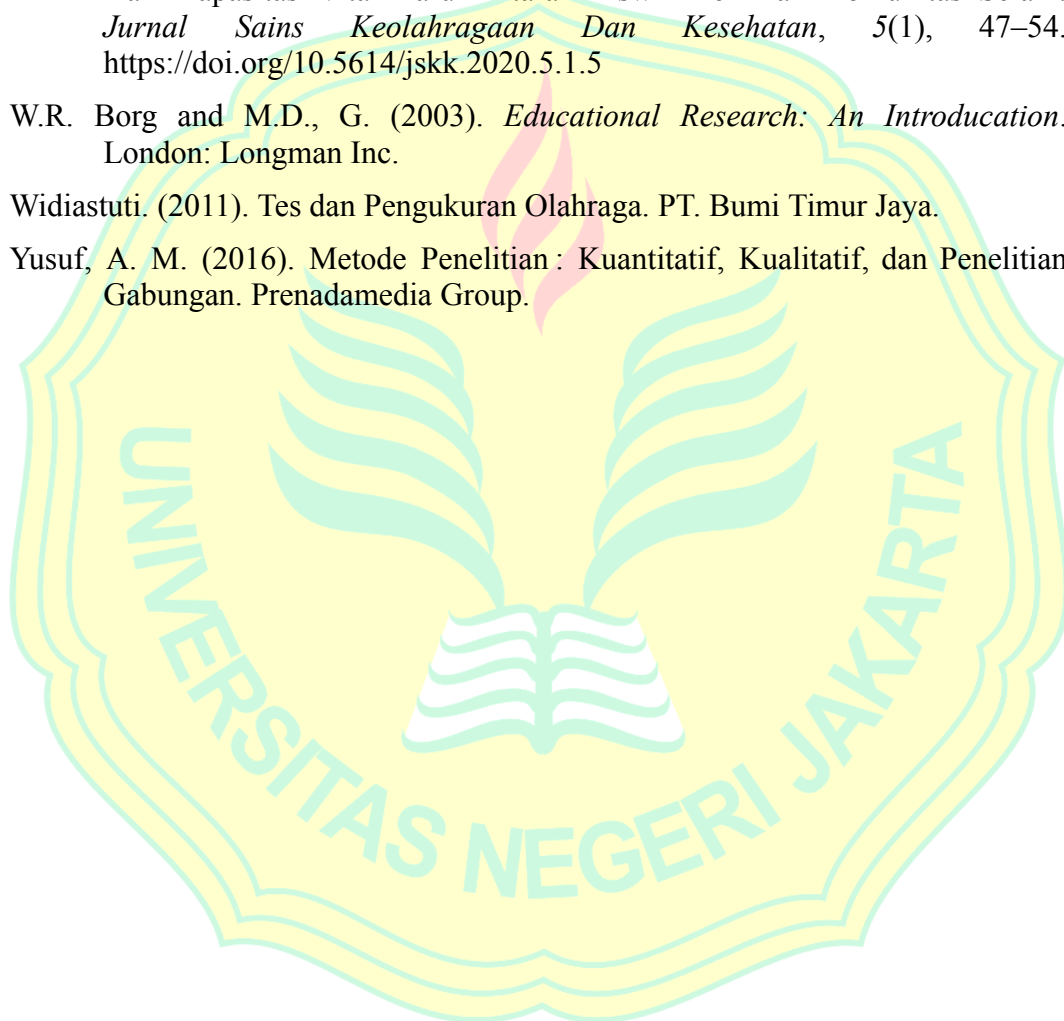 Jurnal Sains Keolahragaan Dan Kesehatan, 5(1), 47–54.
https://doi.org/10.5614/jskk.2020.5.1.5
W.R. Borg and M.D., G. (2003). Educational Research: An Introducation.
London: Longman Inc.
Widiastuti. (2011). Tes dan Pengukuran Olahraga. PT. Bumi Timur Jaya.
Yusuf, A. M. (2016). Metode Penelitian : Kuantitatif, Kualitatif, dan Penelitian
Gabungan. Prenadamedia Group.
UNIVERSITAS NEGERI JAKARTA